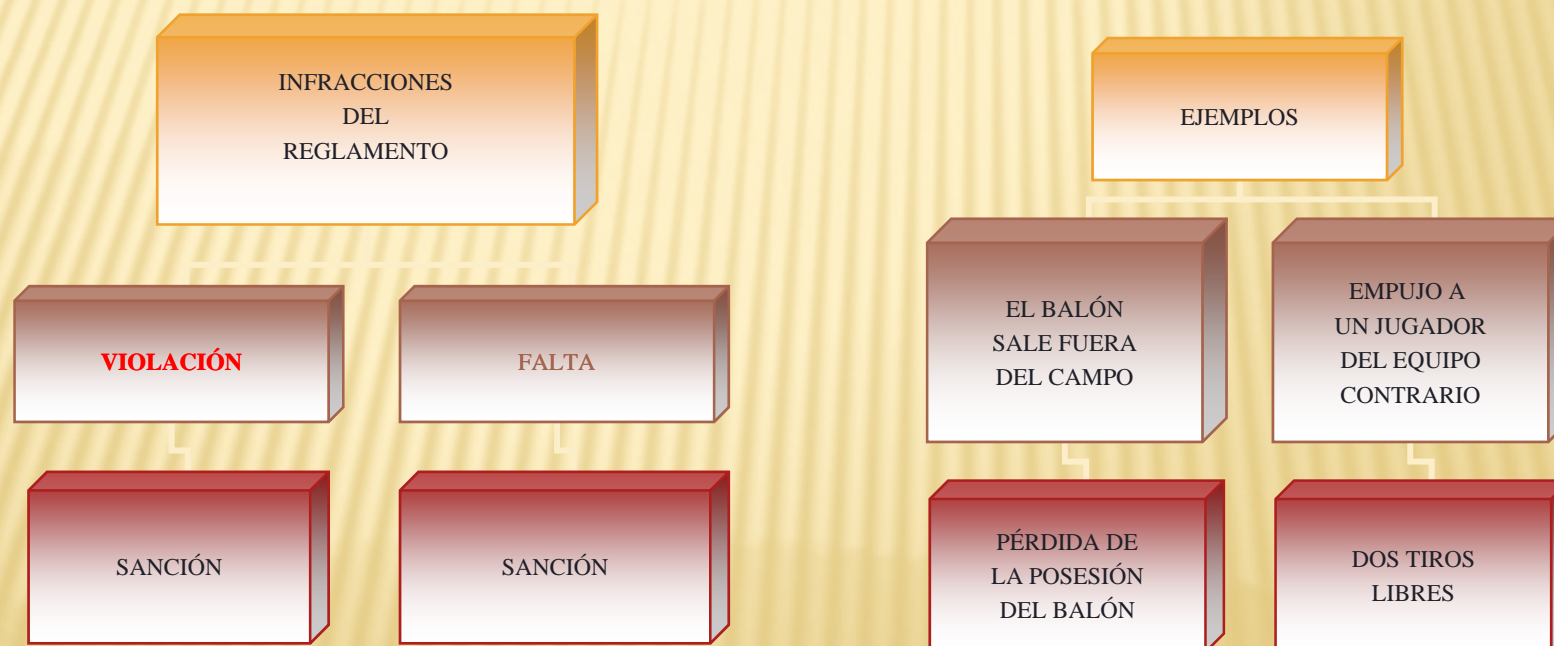 INFRACCIONES
DEL
REGLAMENTO
VIOLACIÓN
FALTA
SANCIÓN
SANCIÓN
EJEMPLOS
EL BALÓN
SALE FUERA
DEL CAMPO
EMPUJO A
UN JUGADOR
DEL EQUIPO
CONTRARIO
PÉRDIDA DE
LA POSESIÓN
DEL BALÓN
DOS TIROS
LIBRES